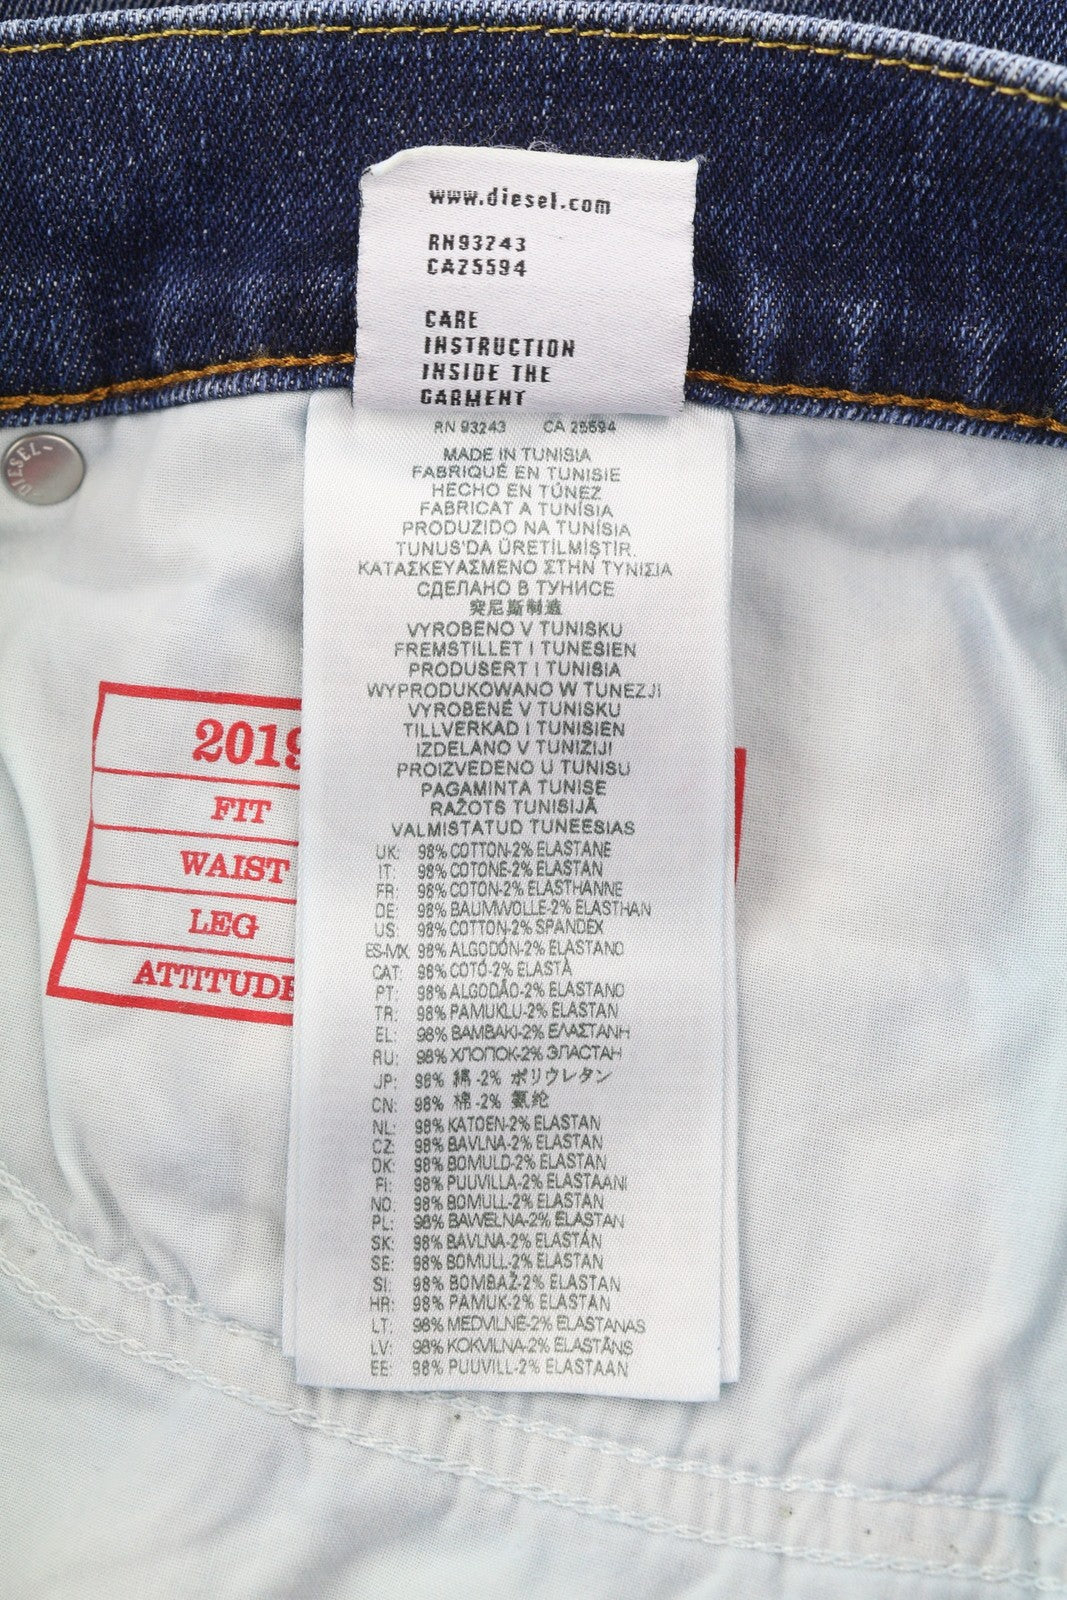 www.diesel.com
RN93243
CA25594
CARE
INSTRUCTION
INSIDE THE
GARMENT
RN 93243 CA 25594
MADE IN TUNISIA
FABRIQUÉ EN TUNISIE
HECHO EN TÚNEZ
FABRICAT A TUNÍSIA
PRODUZIDO NA TUNÍSIA
TUNUS'DA ÜRETİLMİŞTİR.
ΚΑΤΑΣΚΕΥΑΣΜΕΝΟ ΣΤΗΝ ΤΥΝΙΣΙΑ
СДЕЛАНО В ТУНИСЕ
突尼斯制造
VYROBENO V TUNISKU
FREMSTILLET I TUNESIEN
PRODUSERT I TUNISIA
WYPRODUKOWANO W TUNEZJI
VYROBENÉ V TUNISKU
TILLVERKAD I TUNISIEN
IZDELANO V TUNIZIJI
PROIZVEDENO U TUNISU
PAGAMINTA TUNISE
RAŽOTS TUNISIJĀ
VALMISTATUD TUNEESIAS
UK: 98% COTTON-2% ELASTANE
IT: 98% COTONE-2% ELASTAN
FR: 98% COTON-2% ELASTHANNE
DE: 98% BAUMWOLLE-2% ELASTHAN
US: 98% COTTON-2% SPANDEX
ES-MX: 98% ALGODÓN-2% ELASTANO
CAT: 98% COTÓ-2% ELASTÀ
PT: 98% ALGODÃO-2% ELASTANO
TR: 98% PAMUKLU-2% ELASTAN
EL: 98% ΒΑΜΒΑΚΙ-2% ΕΛΑΣΤΑΝΗ
RU: 98% ХЛОПОК-2% ЭЛАСТАН
JP: 98% 綿 -2% ポリウレタン
CN: 98% 棉 -2% 氨纶
NL: 98% KATOEN-2% ELASTAN
CZ: 98% BAVLNA-2% ELASTAN
DK: 98% BOMULD-2% ELASTAN
FI: 98% PUUVILLA-2% ELASTAANI
NO: 98% BOMULL-2% ELASTAN
PL: 98% BAWEŁNA-2% ELASTAN
SK: 98% BAVLNA-2% ELASTÁN
SE: 98% BOMULL-2% ELASTAN
SI: 98% BOMBAŽ-2% ELASTAN
HR: 98% PAMUK-2% ELASTAN
LT: 98% MEDVILNĖ-2% ELASTANAS
LV: 98% KOKVILNA-2% ELASTĀNS
EE: 98% PUUVILL-2% ELASTAAN
DIESEL
2019
FIT
WAIST
LEG
ATTITUDE